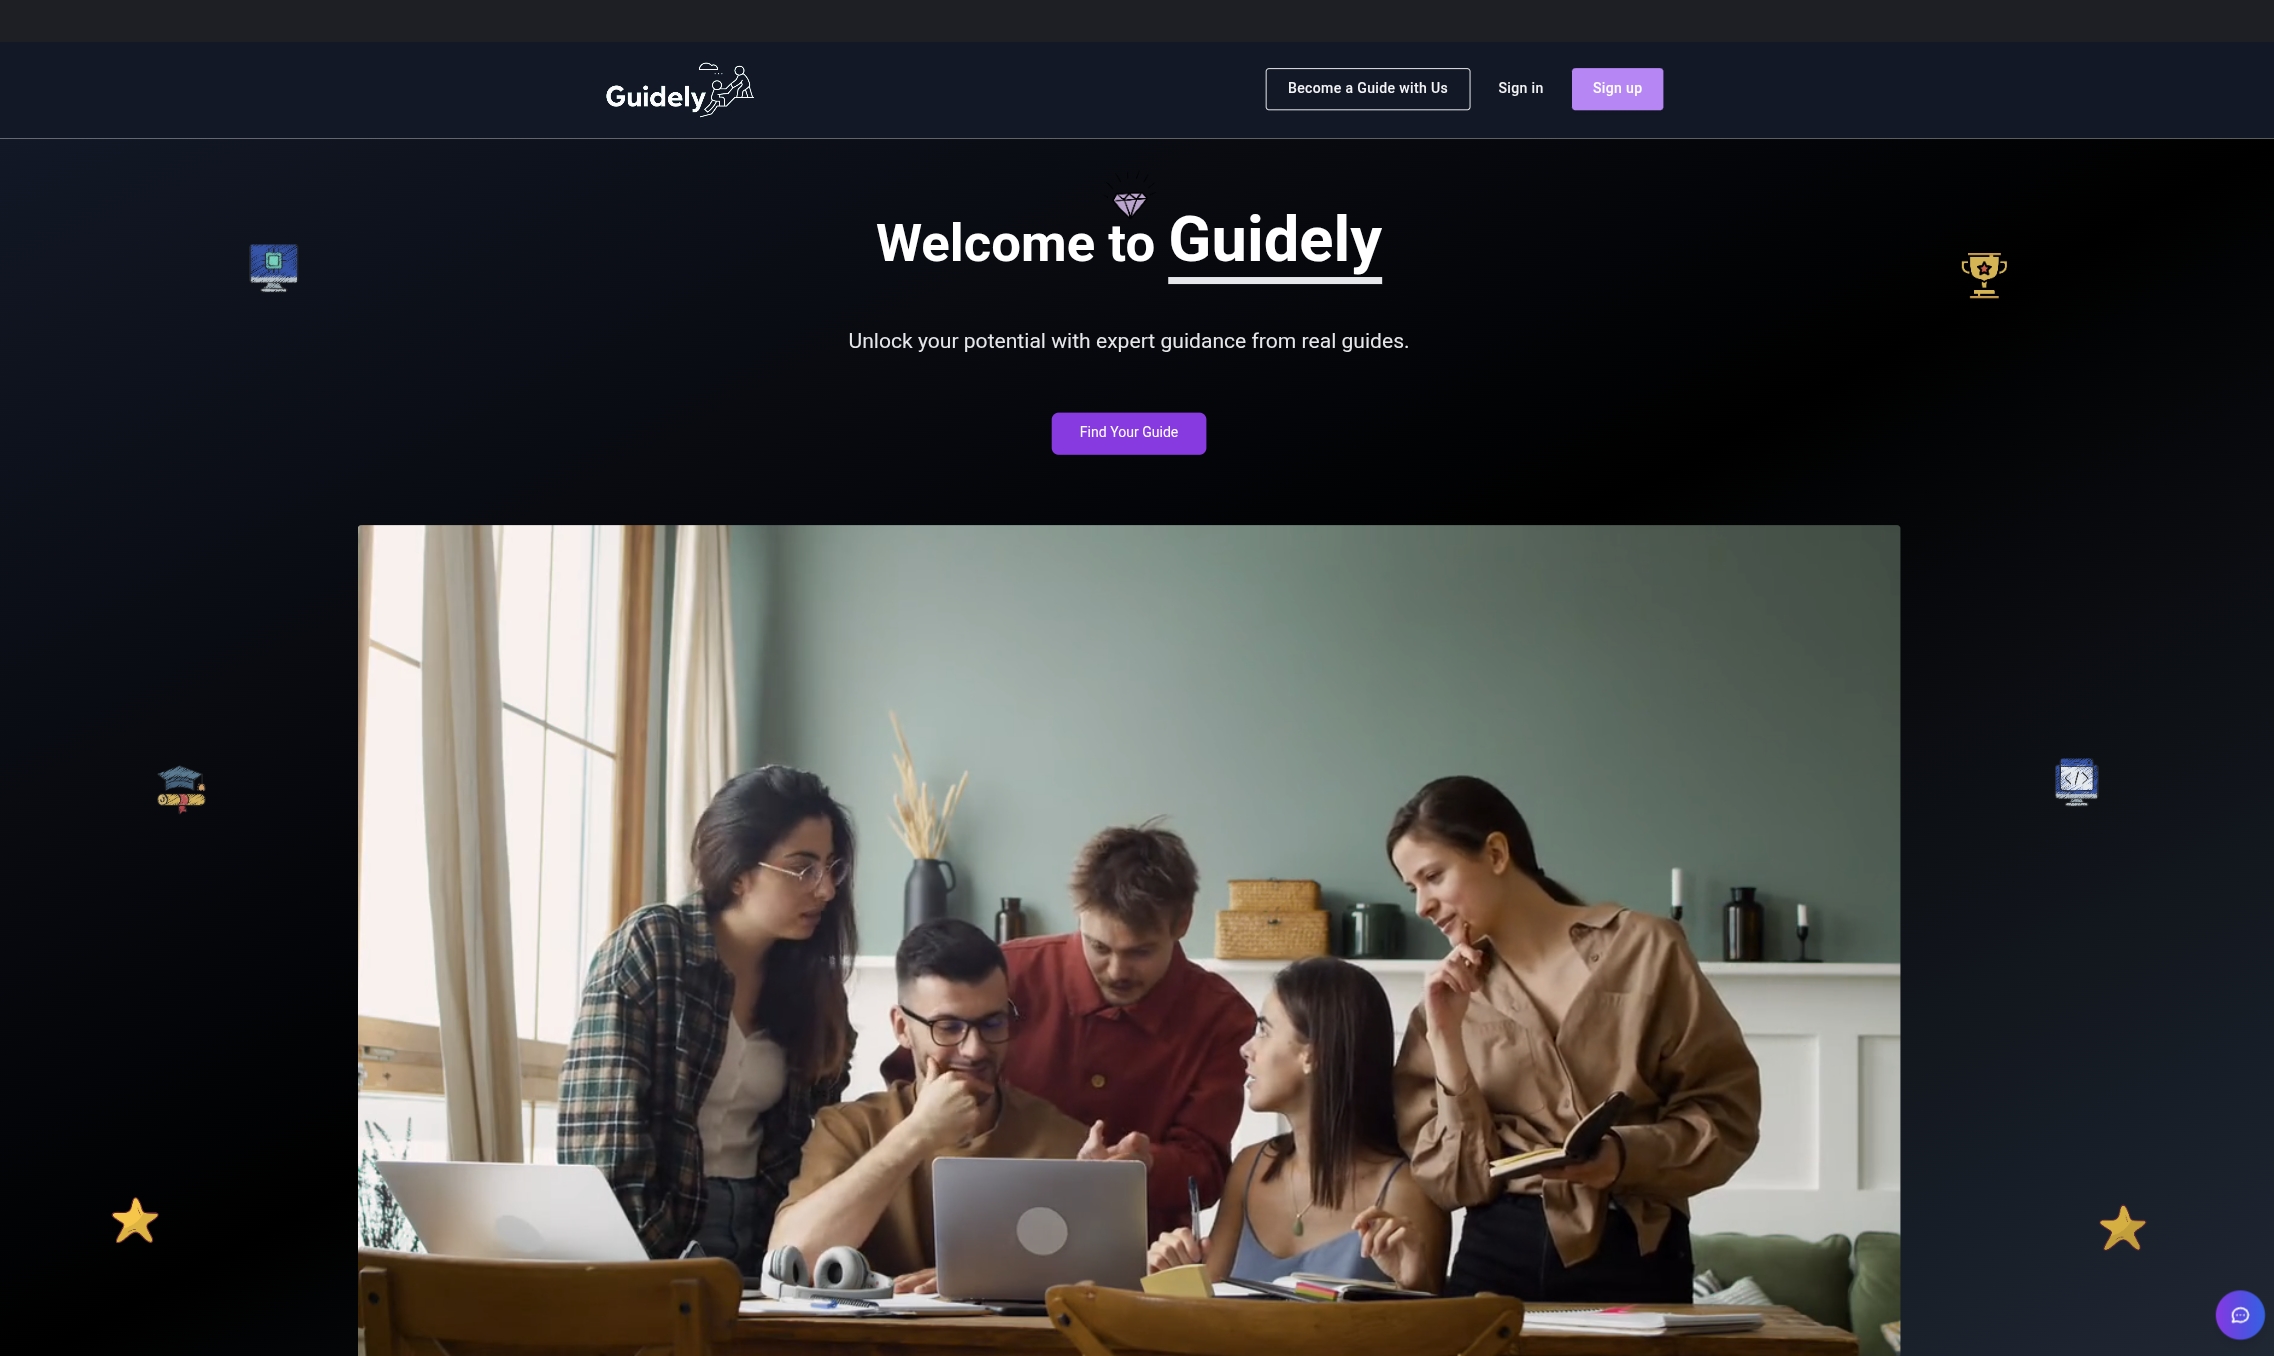 Guidely
Become a Guide with Us
Sign in
Sign up
Welcome to Guidely
Unlock your potential with expert guidance from real guides.
Find Your Guide
</>